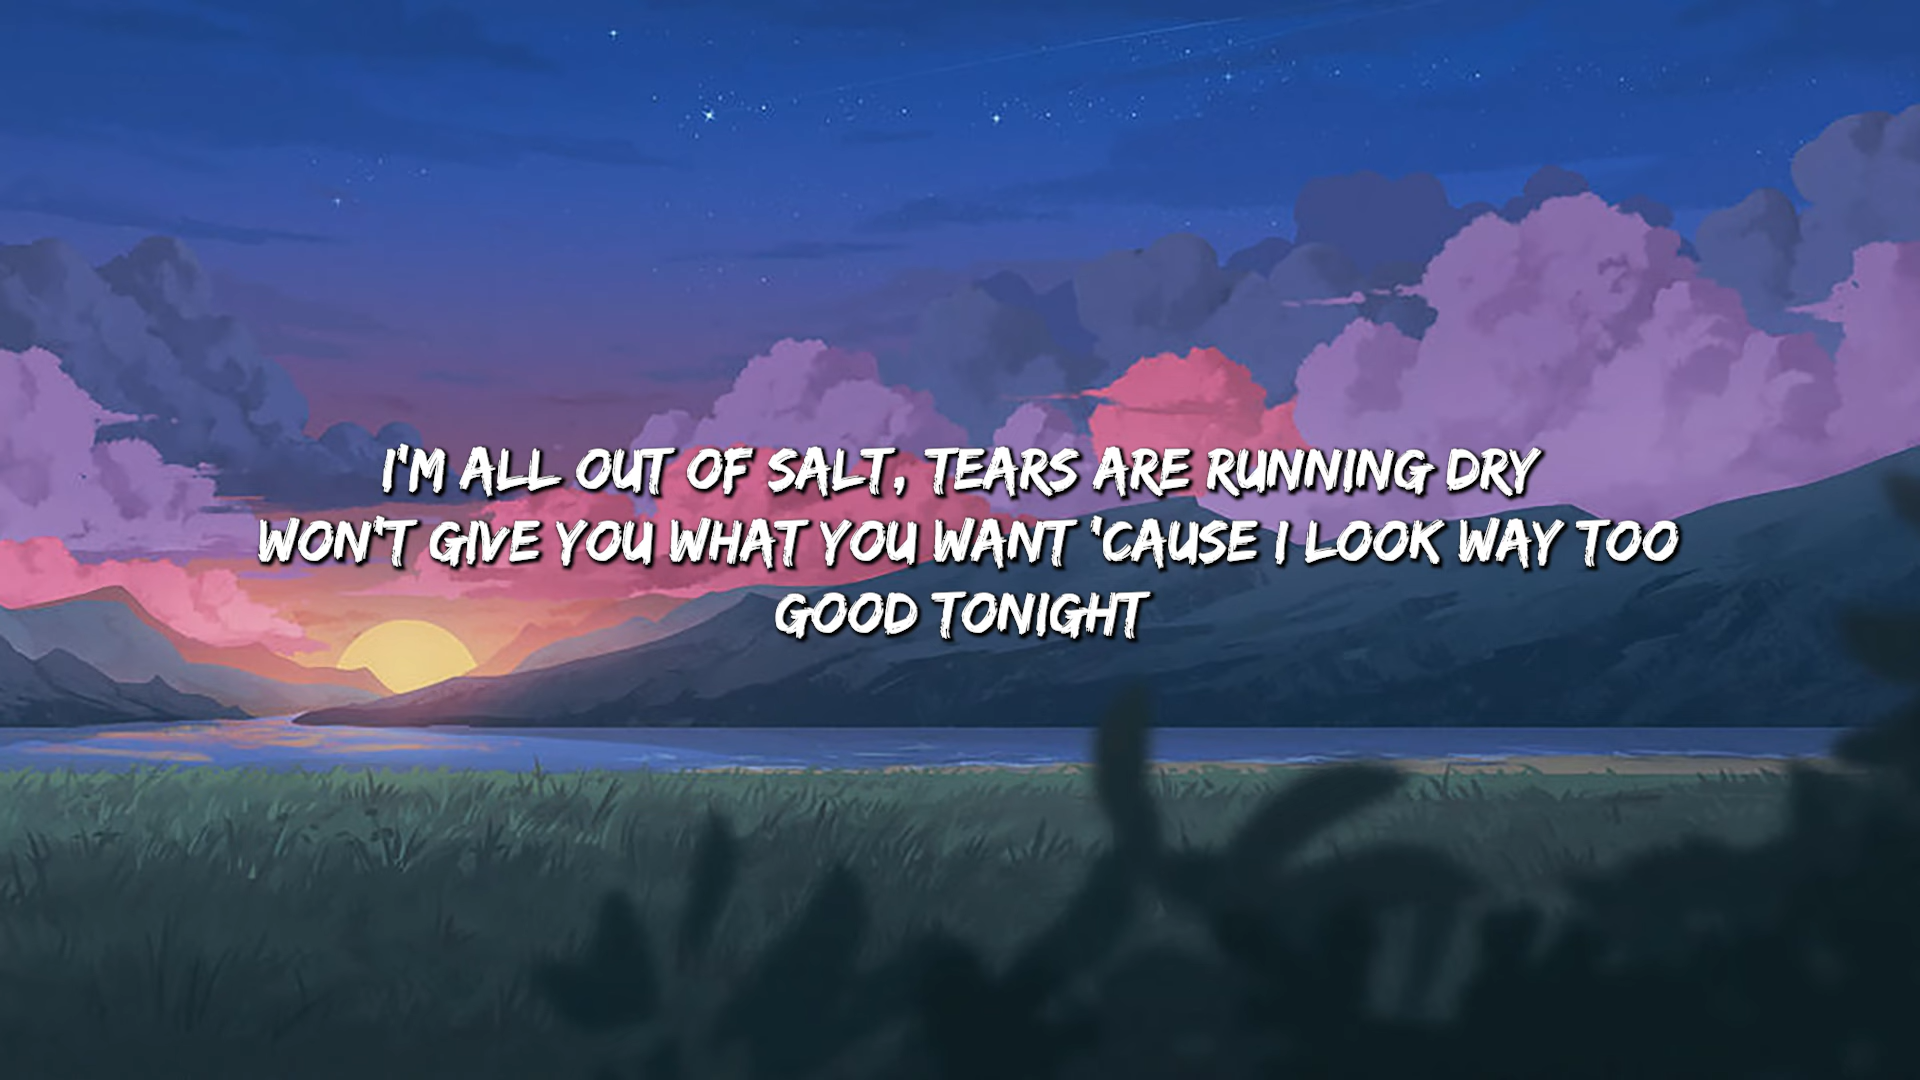 I'M ALL OUT OF SALT, TEARS ARE RUNNING DRY
WON'T GIVE YOU WHAT YOU WANT 'CAUSE I LOOK WAY TOO
GOOD TONIGHT